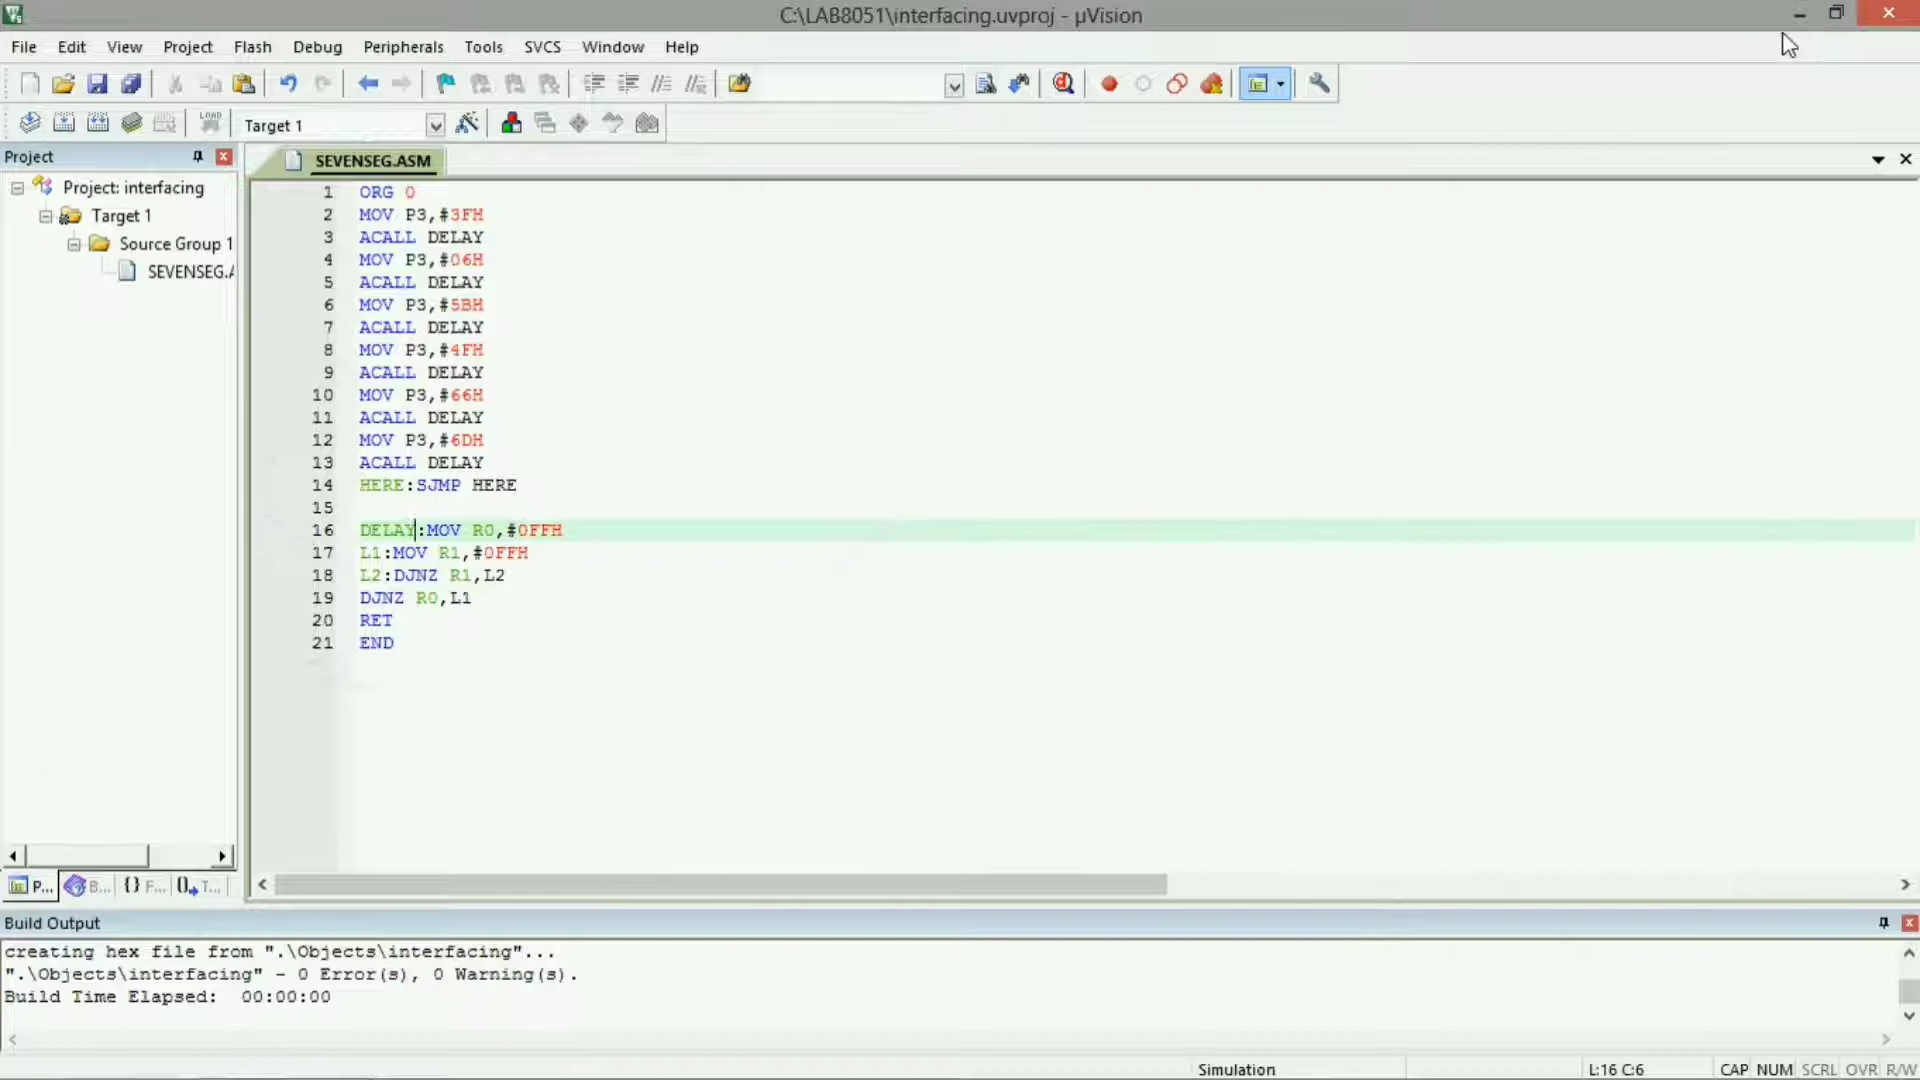 C:\LAB8051\interfacing.uvproj - µVision
File Edit View Project Flash Debug Peripherals Tools SVCS Window Help
LOAD Target 1
Project
SEVENSEG.ASM
Project: interfacing
Target 1
Source Group 1
SEVENSEG.A
1 ORG 0
2 MOV P3,#3FH
3 ACALL DELAY
4 MOV P3,#06H
5 ACALL DELAY
6 MOV P3,#5BH
7 ACALL DELAY
8 MOV P3,#4FH
9 ACALL DELAY
10 MOV P3,#66H
11 ACALL DELAY
12 MOV P3,#6DH
13 ACALL DELAY
14 HERE:SJMP HERE
15
16 DELAY:MOV R0,#0FFH
17 L1:MOV R1,#0FFH
18 L2:DJNZ R1,L2
19 DJNZ R0,L1
20 RET
21 END
P... B... {} F... 0 T...
Build Output
creating hex file from ".\Objects\interfacing"...
".\Objects\interfacing" - 0 Error(s), 0 Warning(s).
Build Time Elapsed:  00:00:00
Simulation L:16 C:6 CAP NUM SCRL OVR R/W